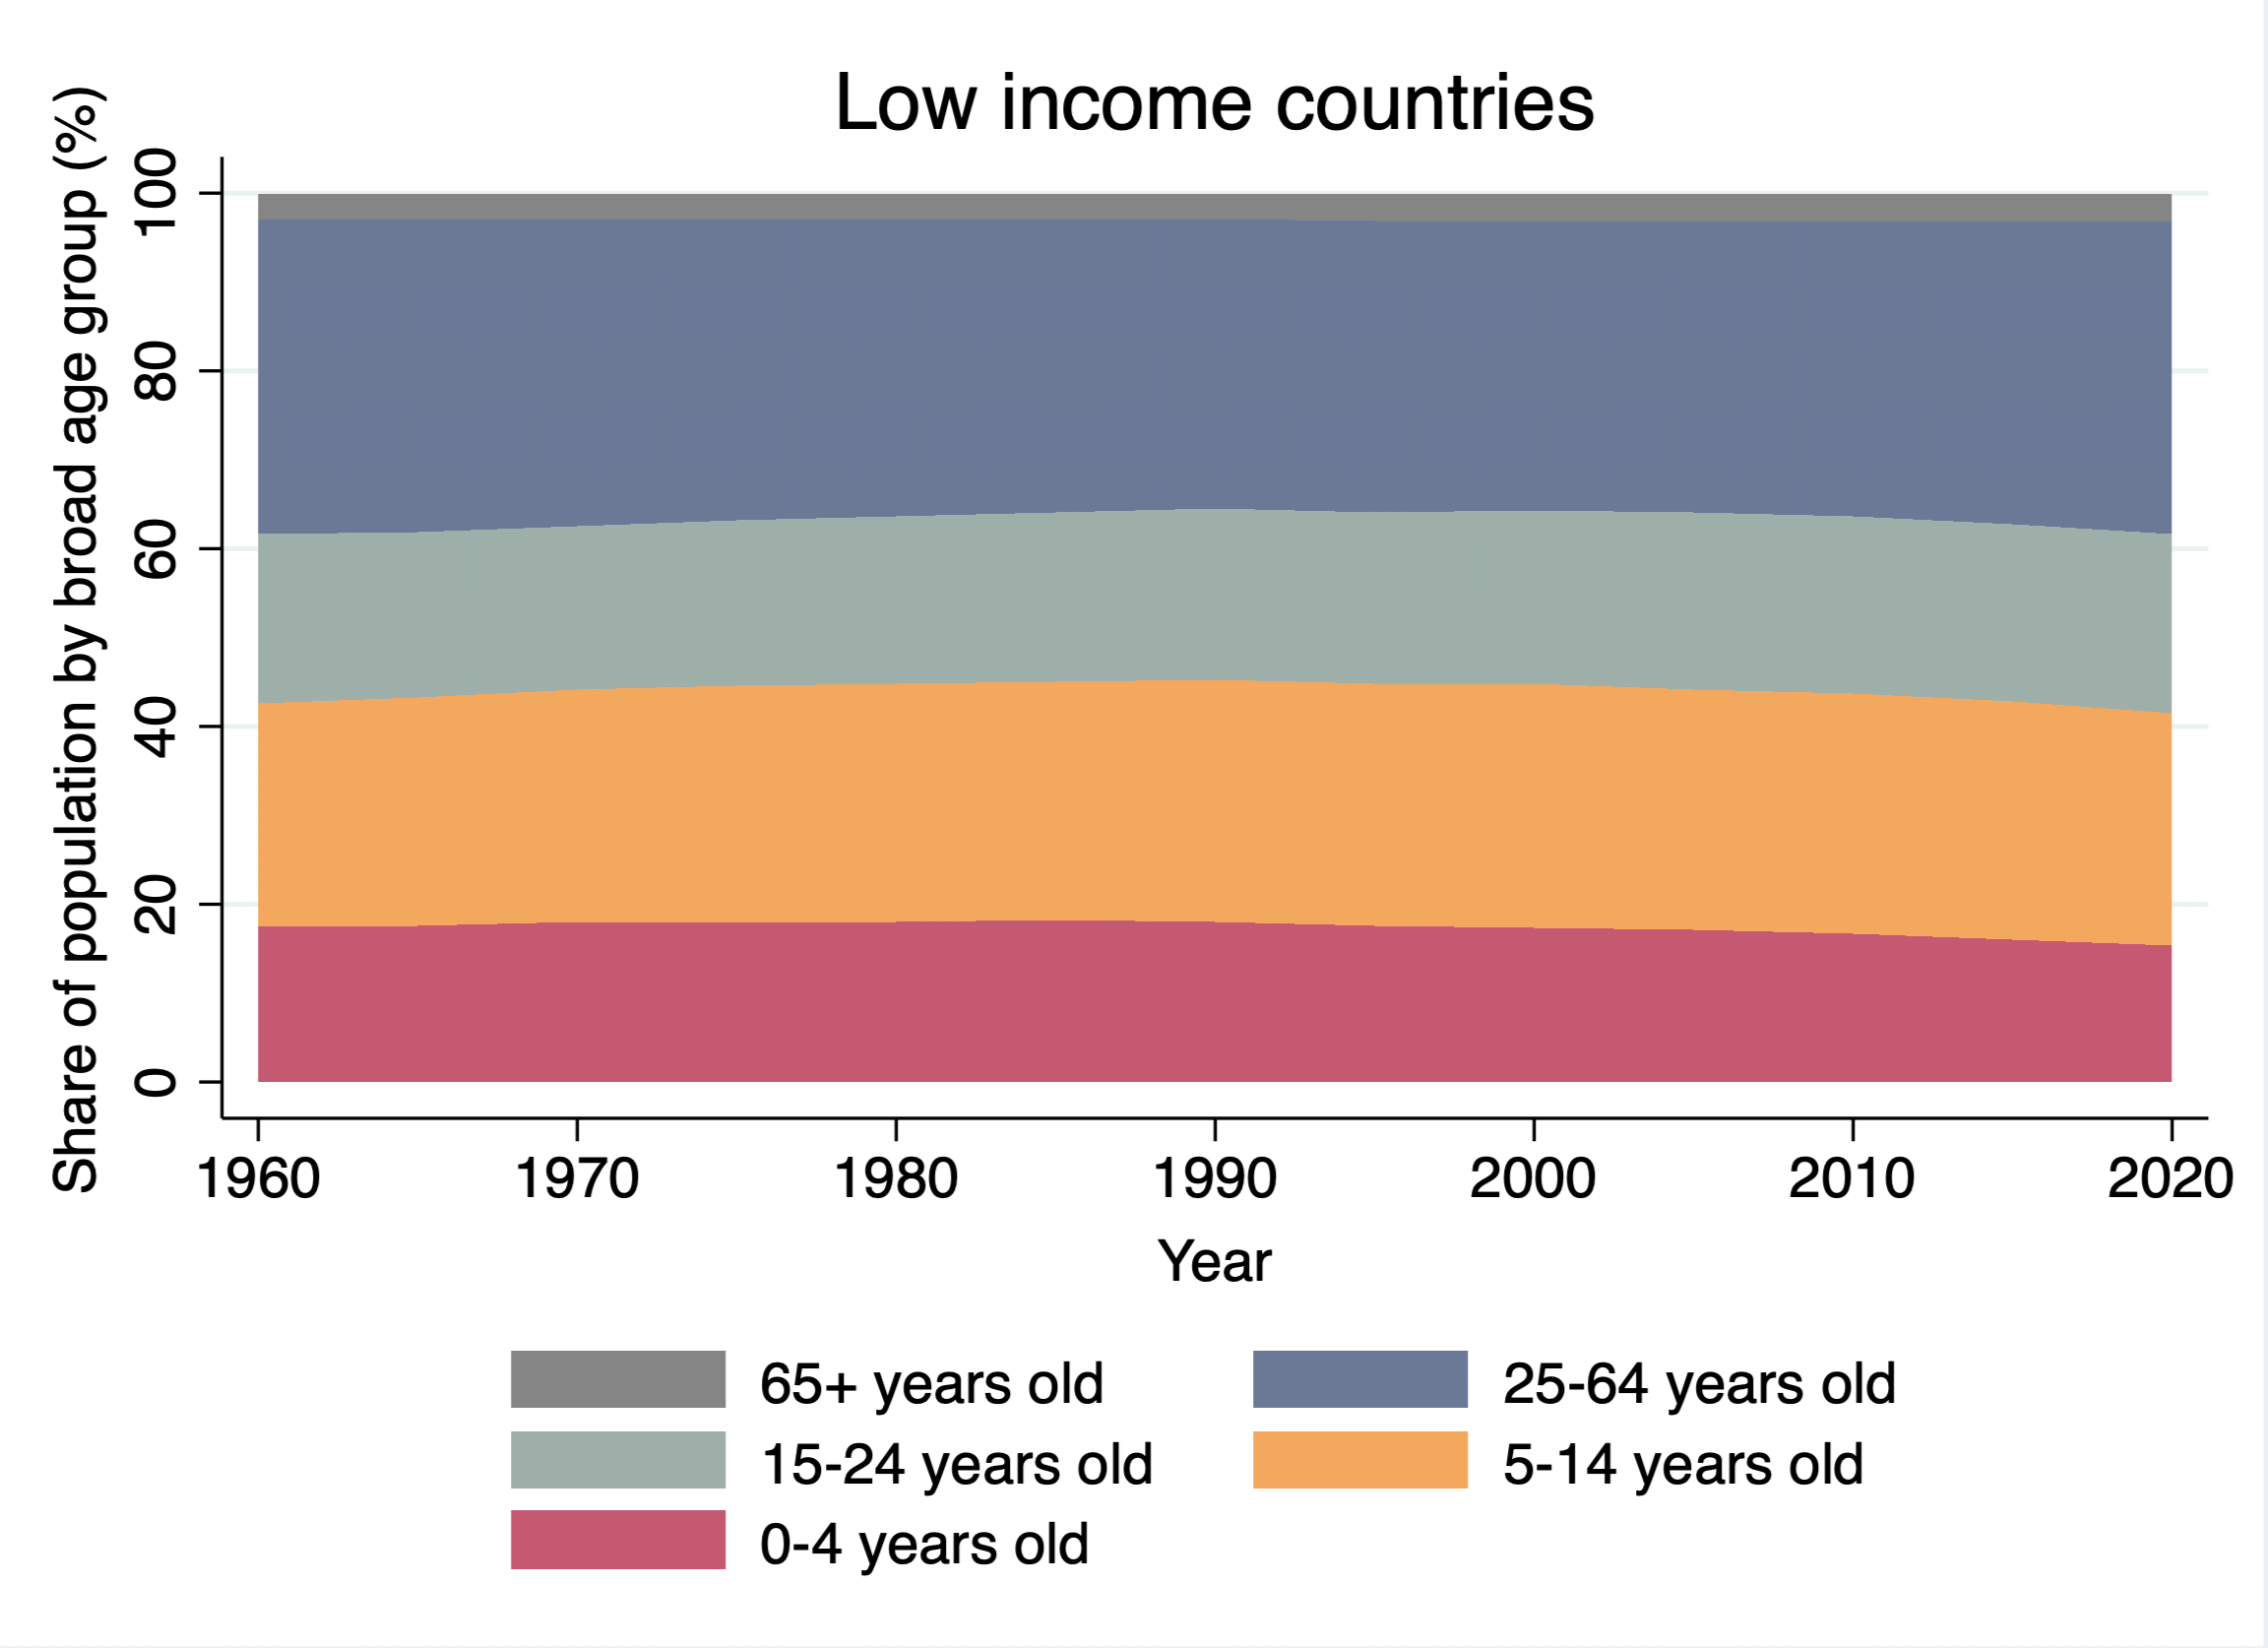 Low income countries
Share of population by broad age group (%)
100
80
60
40
20
0
1960 1970 1980 1990 2000 2010 2020
Year
65+ years old 25-64 years old
15-24 years old 5-14 years old
0-4 years old